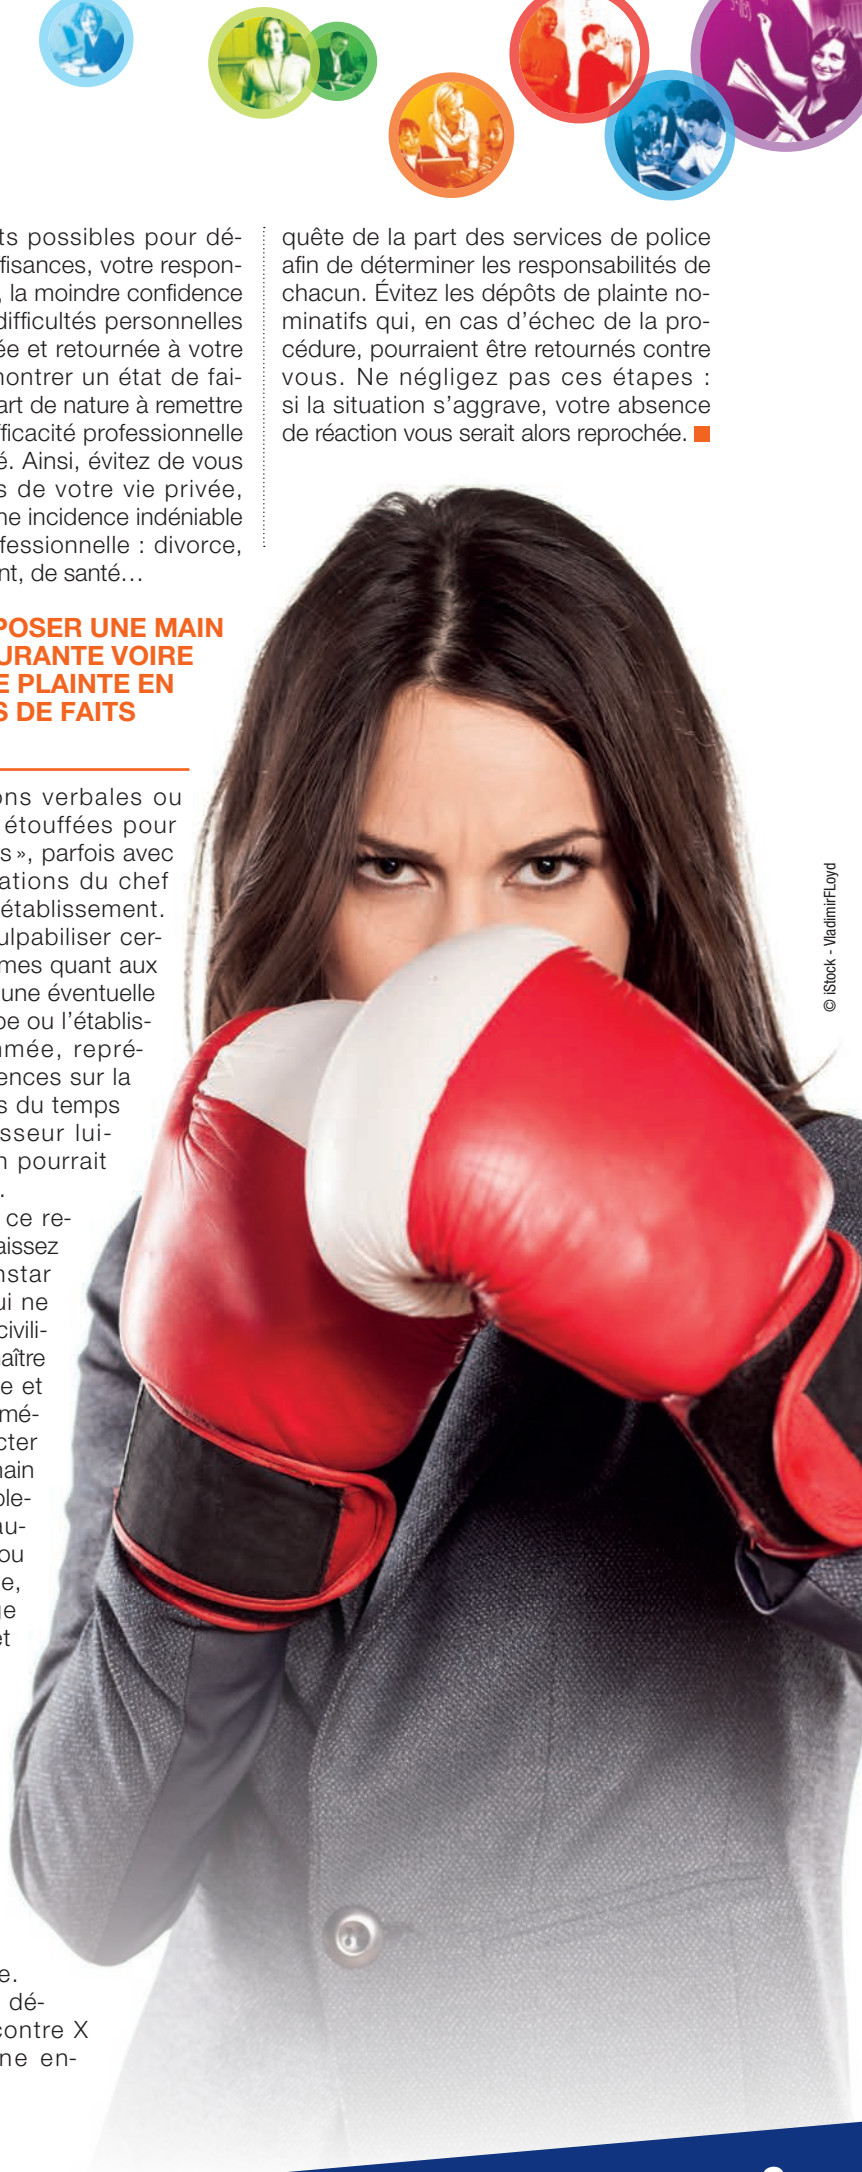 ts possibles pour dé-
fisances, votre respon-
, la moindre confidence
difficultés personnelles
ée et retournée à votre
montrer un état de fai-
art de nature à remettre
fficacité professionnelle
é. Ainsi, évitez de vous
s de votre vie privée,
ne incidence indéniable
fessionnelle : divorce,
nt, de santé…
POSER UNE MAIN
URANTE VOIRE
E PLAINTE EN
S DE FAITS
ons verbales ou
étouffées pour
s », parfois avec
ations du chef
établissement.
ulpabiliser cer-
mes quant aux
une éventuelle
pe ou l’établis-
mmée, repré-
ences sur la
s du temps
sseur lui-
n pourrait
.
ce re-
aissez
nstar
ui ne
civili-
aître
e et
mé-
cter
main
ple-
au-
ou
e,
ge
et
e.
dé-
contre X
ne en-
quête de la part des services de police
afin de déterminer les responsabilités de
chacun. Évitez les dépôts de plainte no-
minatifs qui, en cas d’échec de la pro-
cédure, pourraient être retournés contre
vous. Ne négligez pas ces étapes :
si la situation s’aggrave, votre absence
de réaction vous serait alors reprochée.
© iStock - VladimirFLoyd